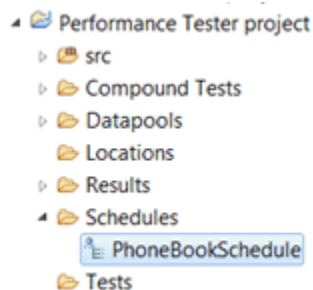 Performance Tester project
src
Compound Tests
Datapools
Locations
Results
Schedules
PhoneBookSchedule
Tests